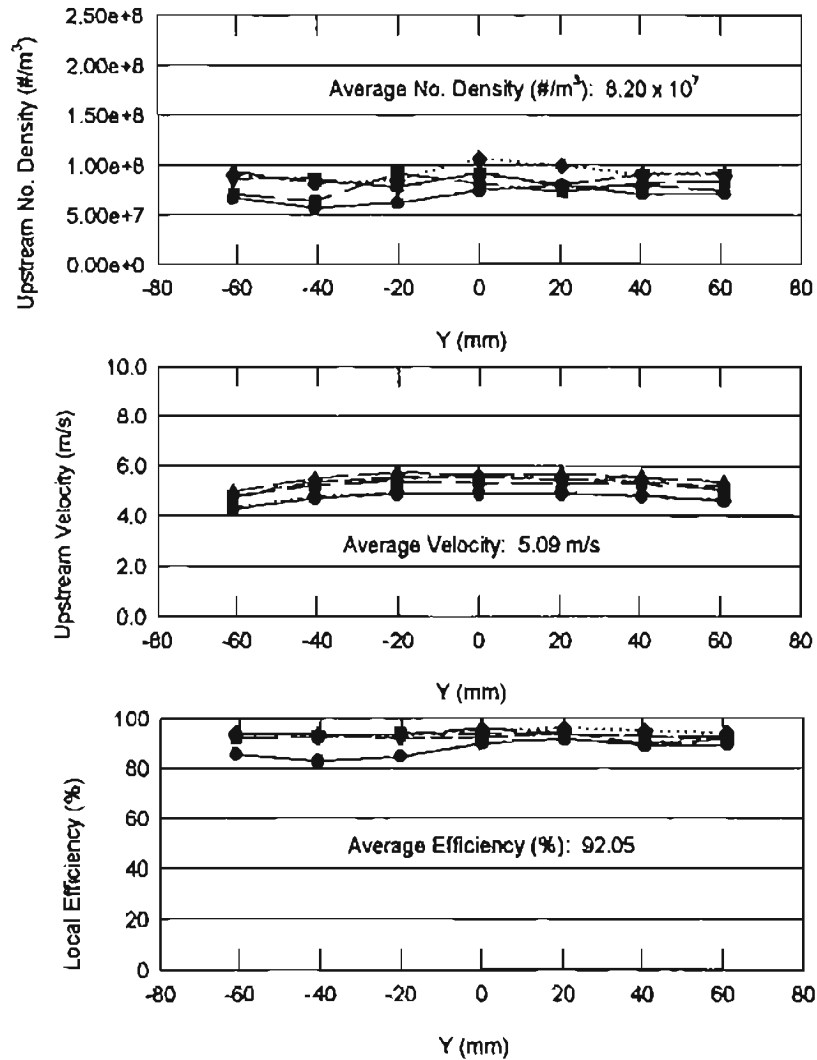 Upstream No. Density (#/m³)
2.50e+8
2.00e+8
Average No. Density (#/m³): 8.20 x 10⁷
1.50e+8
1.00e+8
5.00e+7
0.00e+0
-80 -60 -40 -20 0 20 40 60 80
Y (mm)
Upstream Velocity (m/s)
10.0
8.0
6.0
4.0
Average Velocity: 5.09 m/s
2.0
0.0
-80 -60 -40 -20 0 20 40 60 80
Y (mm)
Local Efficiency (%)
100
80
60
Average Efficiency (%): 92.05
40
20
0
-80 -60 -40 -20 0 20 40 60 80
Y (mm)